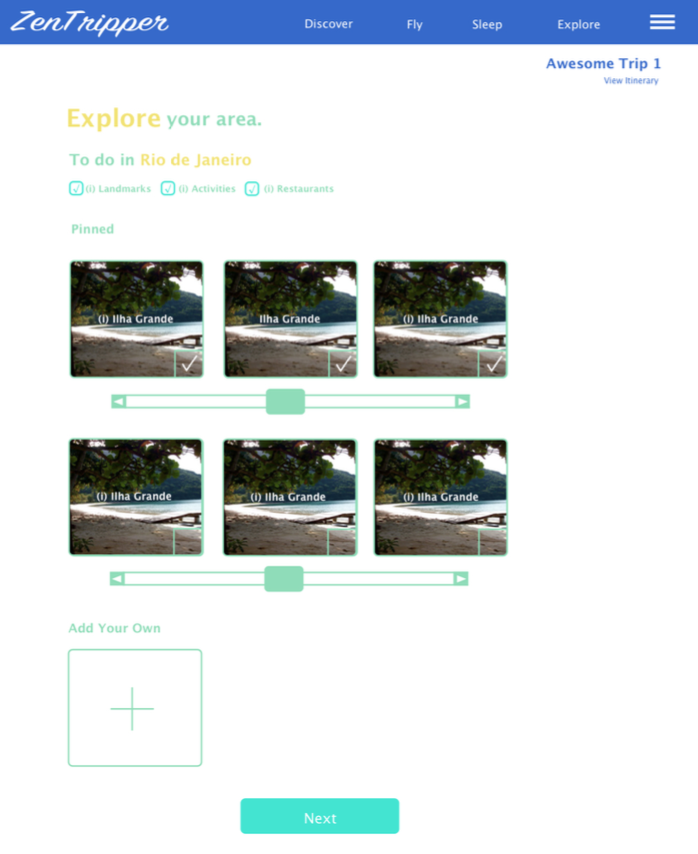 ZenTripper Discover Fly Sleep Explore
Awesome Trip 1
View Itinerary
Explore your area.
To do in Rio de Janeiro
(i) Landmarks (i) Activities (i) Restaurants
Pinned
(i) Ilha Grande Ilha Grande (i) Ilha Grande
(i) Ilha Grande (i) Ilha Grande (i) Ilha Grande
Add Your Own
Next